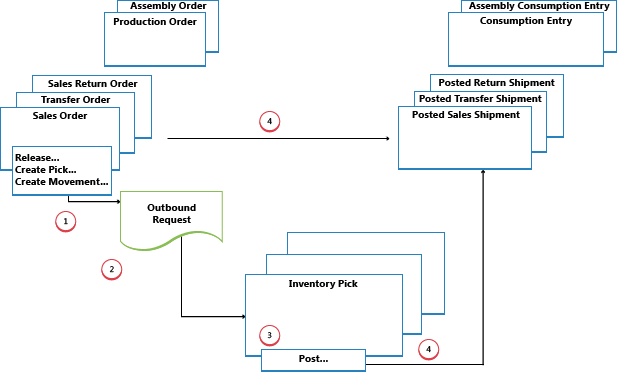 Assembly Order
Production Order
Assembly Consumption Entry
Consumption Entry
Sales Return Order
Transfer Order
Sales Order
Release...
Create Pick...
Create Movement...
4
Posted Return Shipment
Posted Transfer Shipment
Posted Sales Shipment
1
Outbound
Request
2
Inventory Pick
3
Post...
4